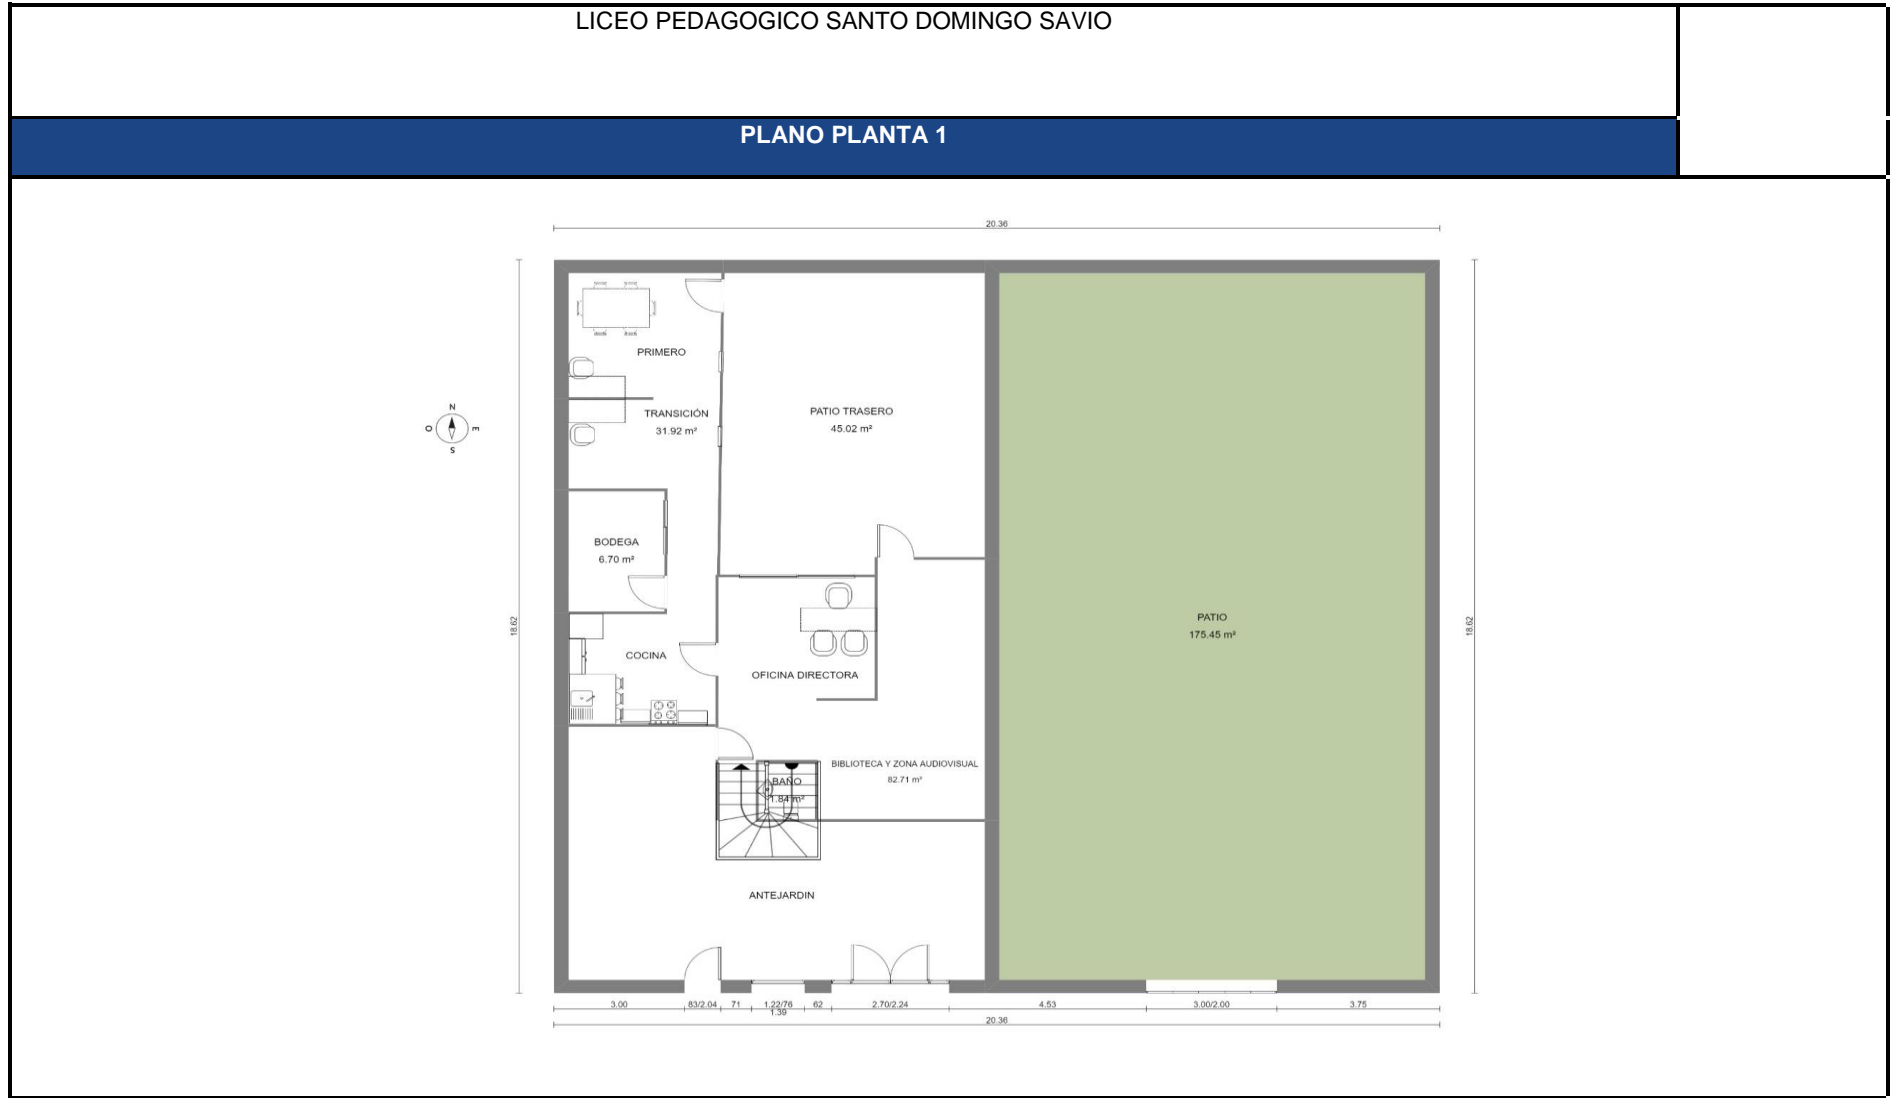 LICEO PEDAGOGICO SANTO DOMINGO SAVIO
PLANO PLANTA 1
20.36
PRIMERO
TRANSICIÓN
31.92 m²
PATIO TRASERO
45.02 m²
N
O
E
S
BODEGA
6.70 m²
18.62
PATIO
175.45 m²
18.62
COCINA
OFICINA DIRECTORA
BIBLIOTECA Y ZONA AUDIOVISUAL
82.71 m²
BAÑO
1.84 m²
ANTEJARDIN
3.00
83/2.04
71
1.22/76
1.39
62
2.70/2.24
4.53
3.00/2.00
3.75
20.36